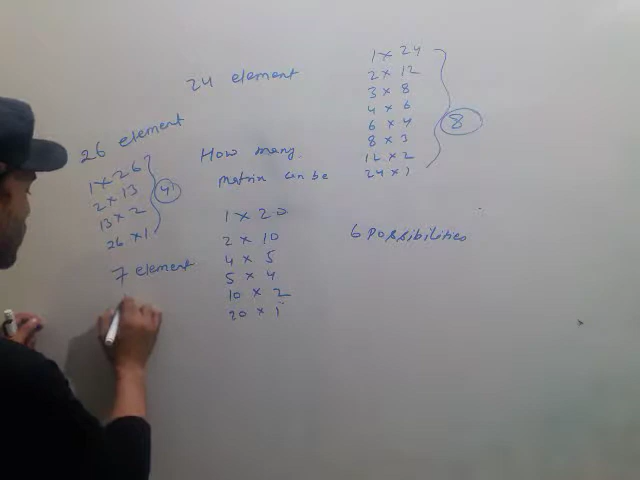 24 element
1 x 24
2 x 12
3 x 8
4 x 6
6 x 4
8 x 3
12 x 2
24 x 1
8
26 element
1 x 26
2 x 13
13 x 2
26 x 1
4
7 element
How many
matrix can be
1 x 20
2 x 10
4 x 5
5 x 4
10 x 2
20 x 1
6 possibilities